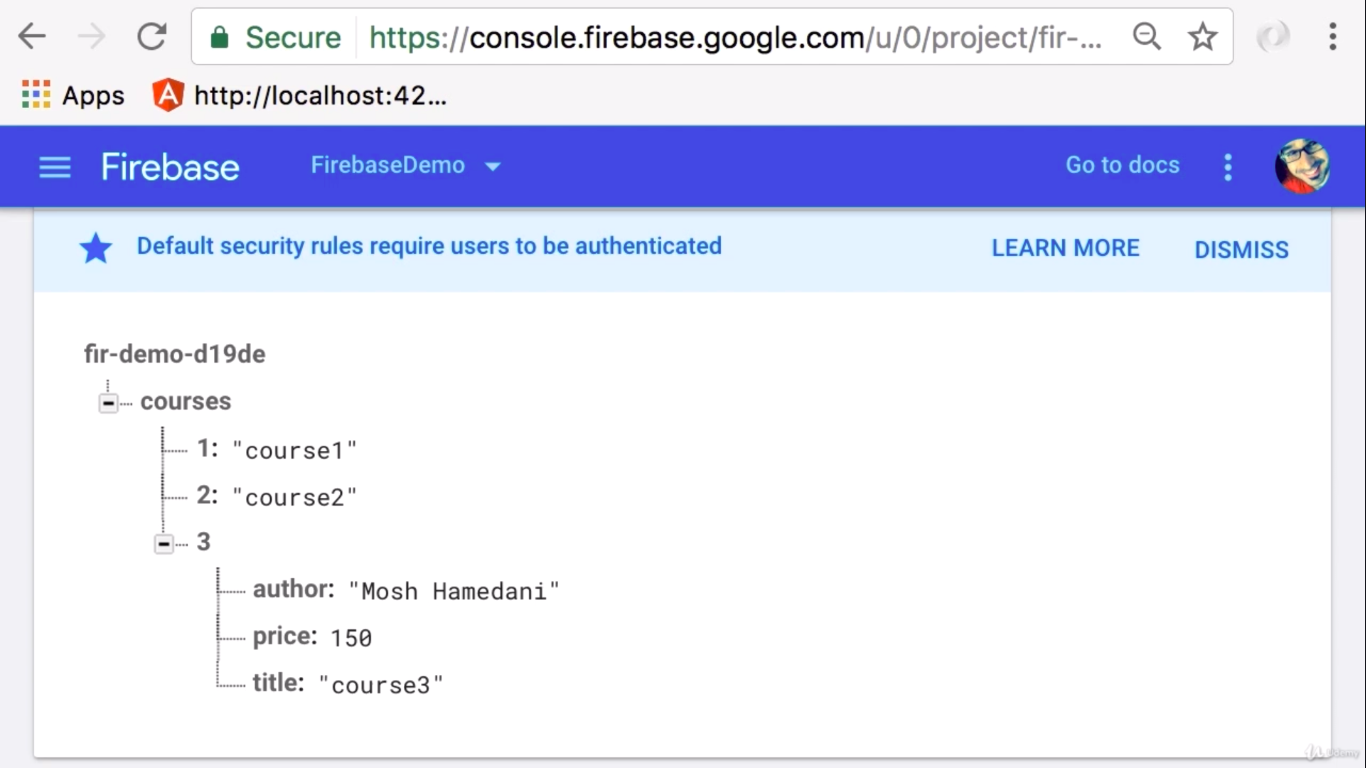 Secure https://console.firebase.google.com/u/0/project/fir-...
Apps http://localhost:42...
Firebase FirebaseDemo Go to docs
Default security rules require users to be authenticated LEARN MORE DISMISS
fir-demo-d19de
courses
1: "course1"
2: "course2"
3
author: "Mosh Hamedani"
price: 150
title: "course3"
Udemy